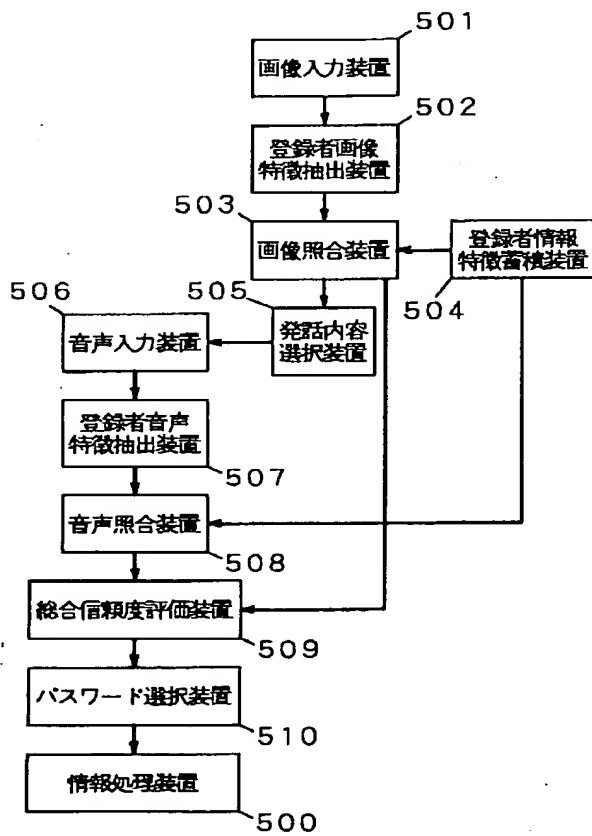 501
画像入力装置
502
登録者画像
特徴抽出装置
503
画像照合装置
登録者情報
特徴蓄積装置
504
505
506
発話内容
選択装置
音声入力装置
登録者音声
特徴抽出装置
507
音声照合装置
508
総合信頼度評価装置
509
パスワード選択装置
510
情報処理装置
500